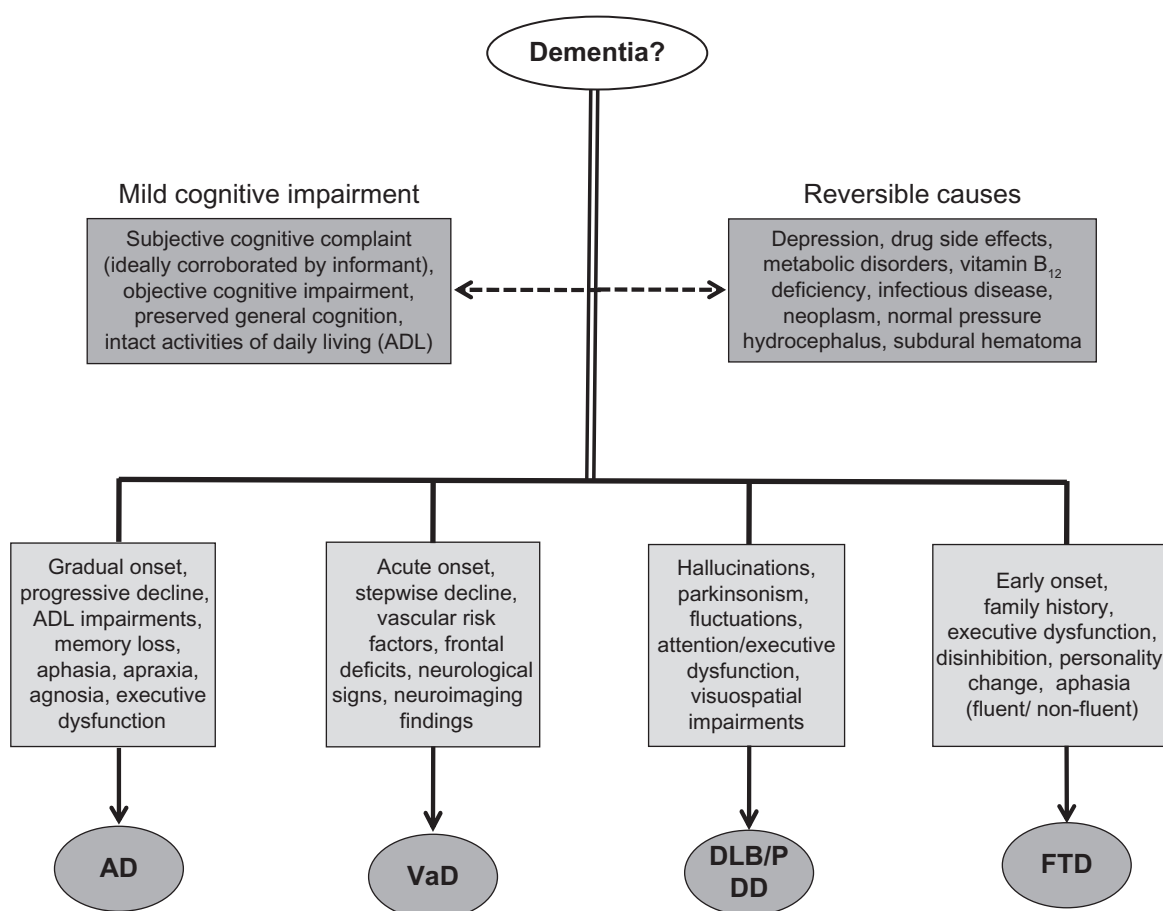 Dementia?
Mild cognitive impairment
Subjective cognitive complaint
(ideally corroborated by informant),
objective cognitive impairment,
preserved general cognition,
intact activities of daily living (ADL)
Reversible causes
Depression, drug side effects,
metabolic disorders, vitamin B₁₂
deficiency, infectious disease,
neoplasm, normal pressure
hydrocephalus, subdural hematoma
Gradual onset,
progressive decline,
ADL impairments,
memory loss,
aphasia, apraxia,
agnosia, executive
dysfunction
Acute onset,
stepwise decline,
vascular risk
factors, frontal
deficits, neurological
signs, neuroimaging
findings
Hallucinations,
parkinsonism,
fluctuations,
attention/executive
dysfunction,
visuospatial
impairments
Early onset,
family history,
executive dysfunction,
disinhibition, personality
change, aphasia
(fluent/ non-fluent)
AD
VaD
DLB/P
DD
FTD